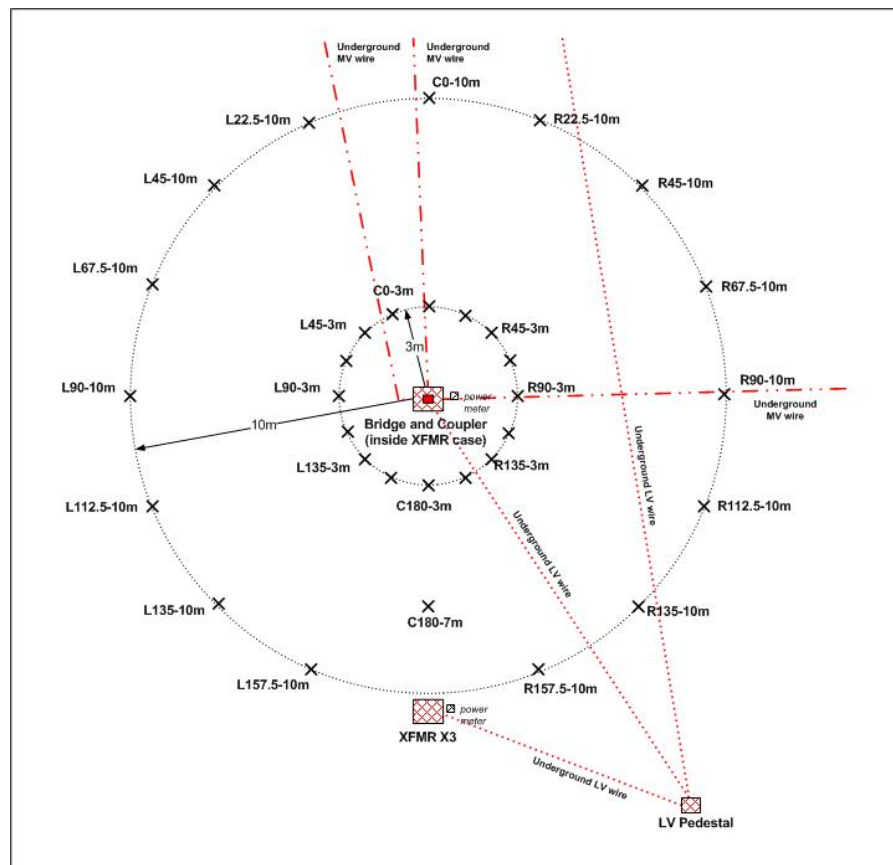 Underground
MV wire
Underground
MV wire
C0-10m
L22.5-10m
R22.5-10m
L45-10m
R45-10m
L67.5-10m
R67.5-10m
C0-3m
L45-3m
R45-3m
3m
L90-10m
L90-3m
R90-3m
R90-10m
power
meter
Underground
MV wire
Bridge and Coupler
(inside XFMR case)
10m
L135-3m
R135-3m
Underground LV wire
C180-3m
L112.5-10m
R112.5-10m
Underground LV wire
L135-10m
R135-10m
C180-7m
L157.5-10m
R157.5-10m
power
meter
XFMR X3
Underground LV wire
LV Pedestal